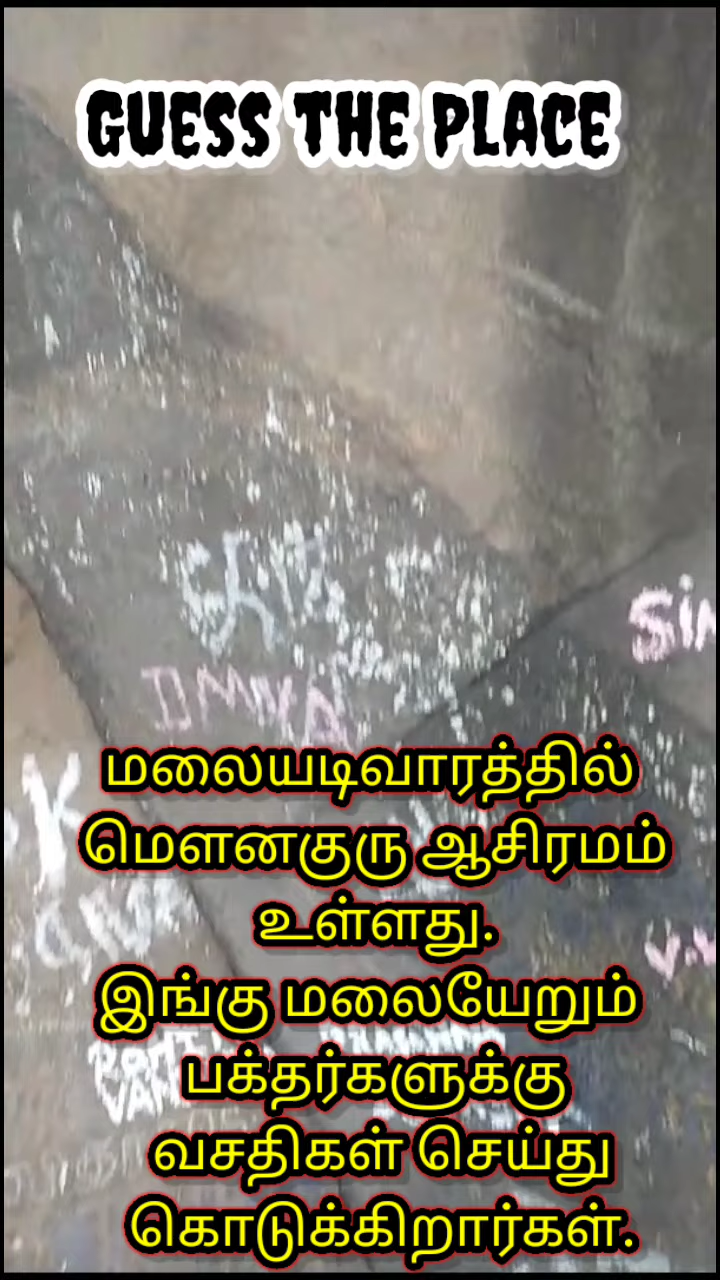 GUESS THE PLACE
DMVA
K
மலையடிவாரத்தில்
மௌனகுரு ஆசிரமம்
உள்ளது.
இங்கு மலையேறும்
பக்தர்களுக்கு
வசதிகள் செய்து
கொடுக்கிறார்கள்.